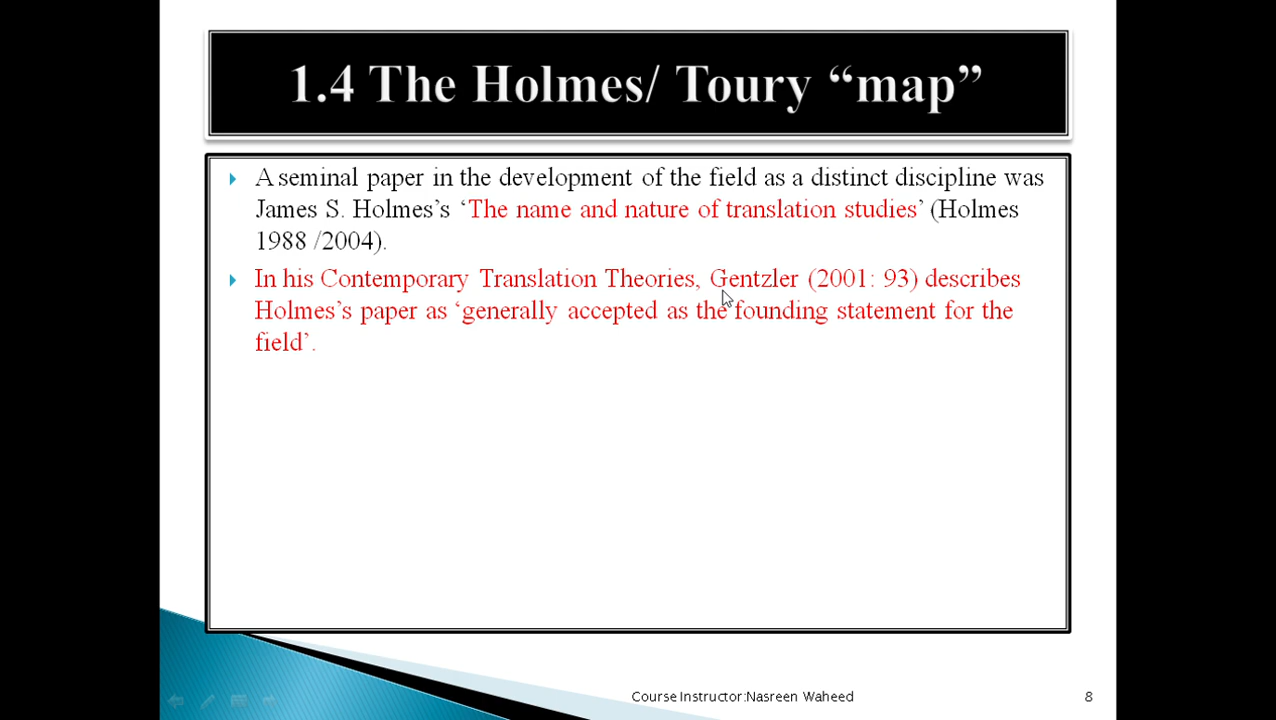 1.4 The Holmes/ Toury “map”
A seminal paper in the development of the field as a distinct discipline was
James S. Holmes’s ‘The name and nature of translation studies’ (Holmes
1988 /2004).
In his Contemporary Translation Theories, Gentzler (2001: 93) describes
Holmes’s paper as ‘generally accepted as the founding statement for the
field’.
Course Instructor:Nasreen Waheed
8